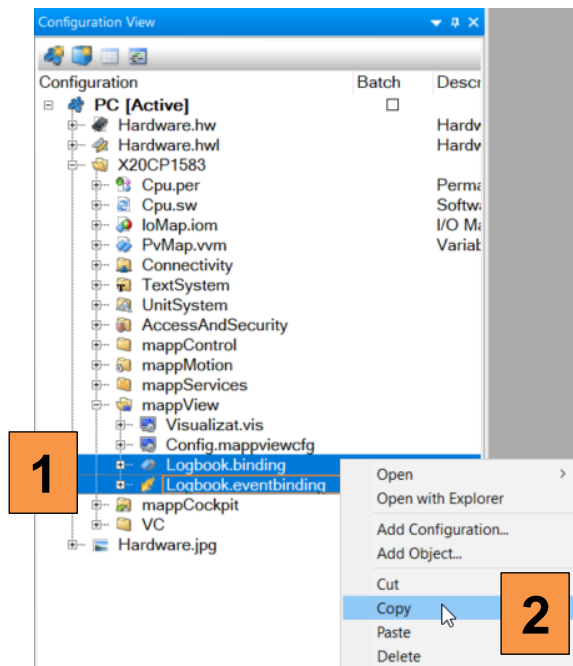 Configuration View
Configuration Batch Descr
PC [Active]
Hardware.hw Hardw
Hardware.hwl Hardw
X20CP1583
Cpu.per Perma
Cpu.sw Softwa
IoMap.iom I/O Ma
PvMap.vvm Variab
Connectivity
TextSystem
UnitSystem
AccessAndSecurity
mappControl
mappMotion
mappServices
mappView
Visualizat.vis
Config.mappviewcfg
Logbook.binding
Logbook.eventbinding
mappCockpit
VC
Hardware.jpg
1
Open
Open with Explorer
Add Configuration...
Add Object...
Cut
Copy
Paste
Delete
2